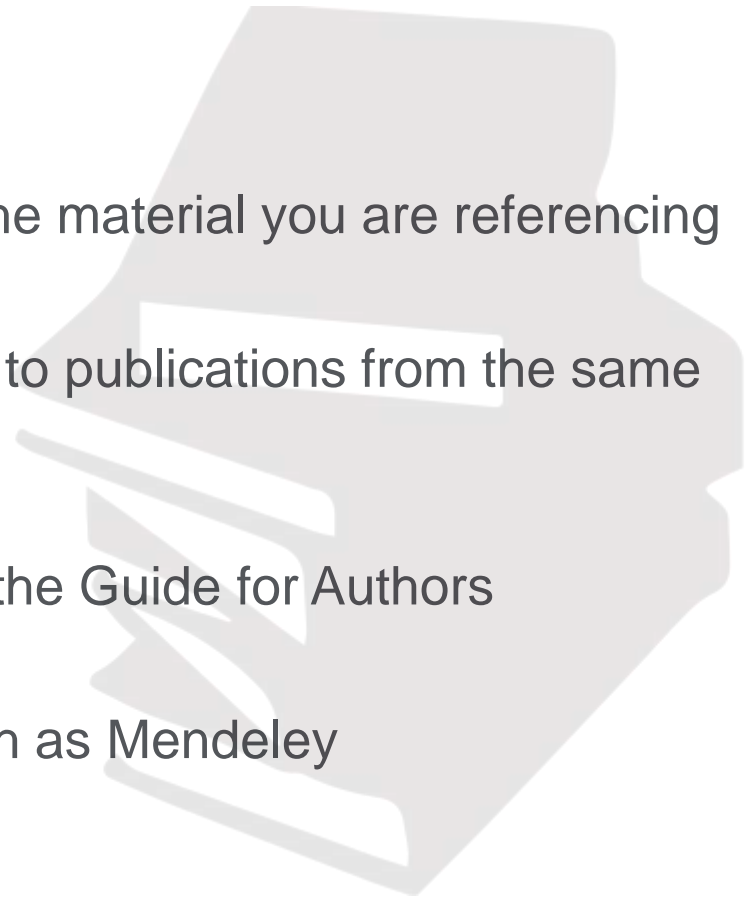 he material you are referencing
to publications from the same
the Guide for Authors
n as Mendeley